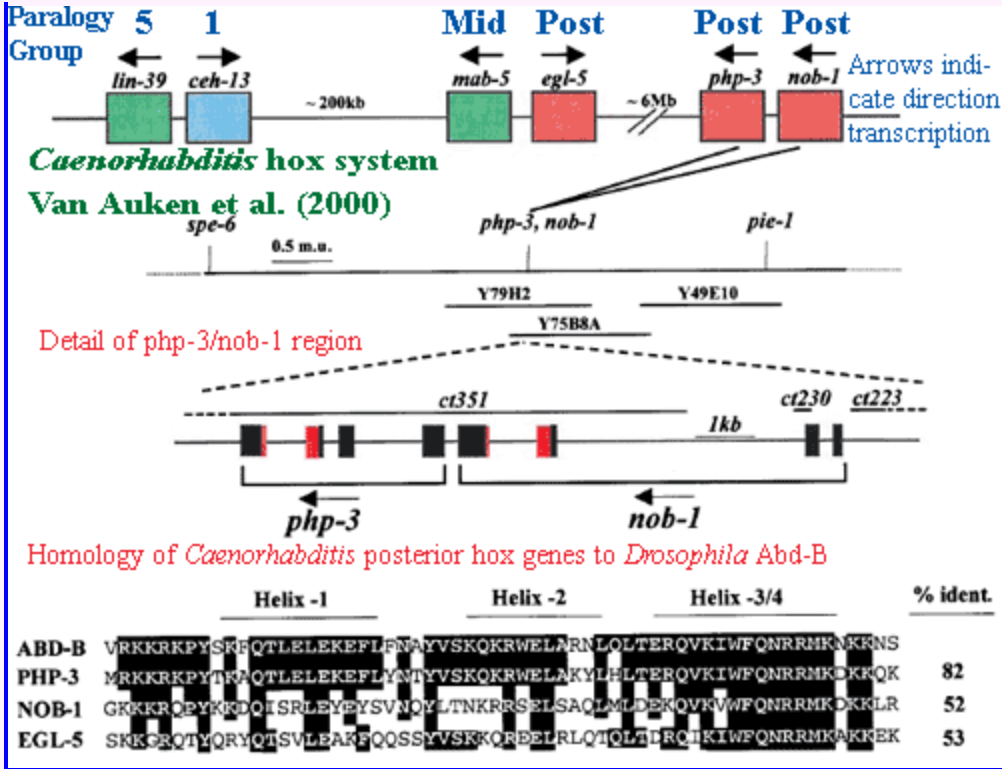 Paralogy Group 5 1 Mid Post Post Post
lin-39 ceh-13 mab-5 egl-5 php-3 nob-1
~ 200kb ~ 6Mb
Arrows indi-
cate direction
transcription
Caenorhabditis hox system
Van Auken et al. (2000)
spe-6 php-3, nob-1 pie-1
0.5 m.u.
Y79H2 Y49E10
Y75B8A
Detail of php-3/nob-1 region
ct351 ct230 ct223
1kb
php-3 nob-1
Homology of Caenorhabditis posterior hox genes to Drosophila Abd-B
Helix -1 Helix -2 Helix -3/4 % ident.
ABD-B VRKKRKPYSKFQTLELEKEFLFNAYVSKQKRWELARNLQLTERQVKIWFQNRRMKNKKNS
PHP-3 MRKKRKPYTKAQTLELEKEFLYNTYVSKQKRWELAKYLHLTERQVKIWFQNRRMKDKKQK 82
NOB-1 GKKKRQPYKKDQISRLEYEYSVNQYLTNKRRSELSAQLMLDEKQVKVWFQNRRMKDKKLR 52
EGL-5 SKKGRQTYQRYQTSVLEAKFQQSSYVSKKQREELRLQTQLTDRQIKIWFQNRRMKAKKEK 53